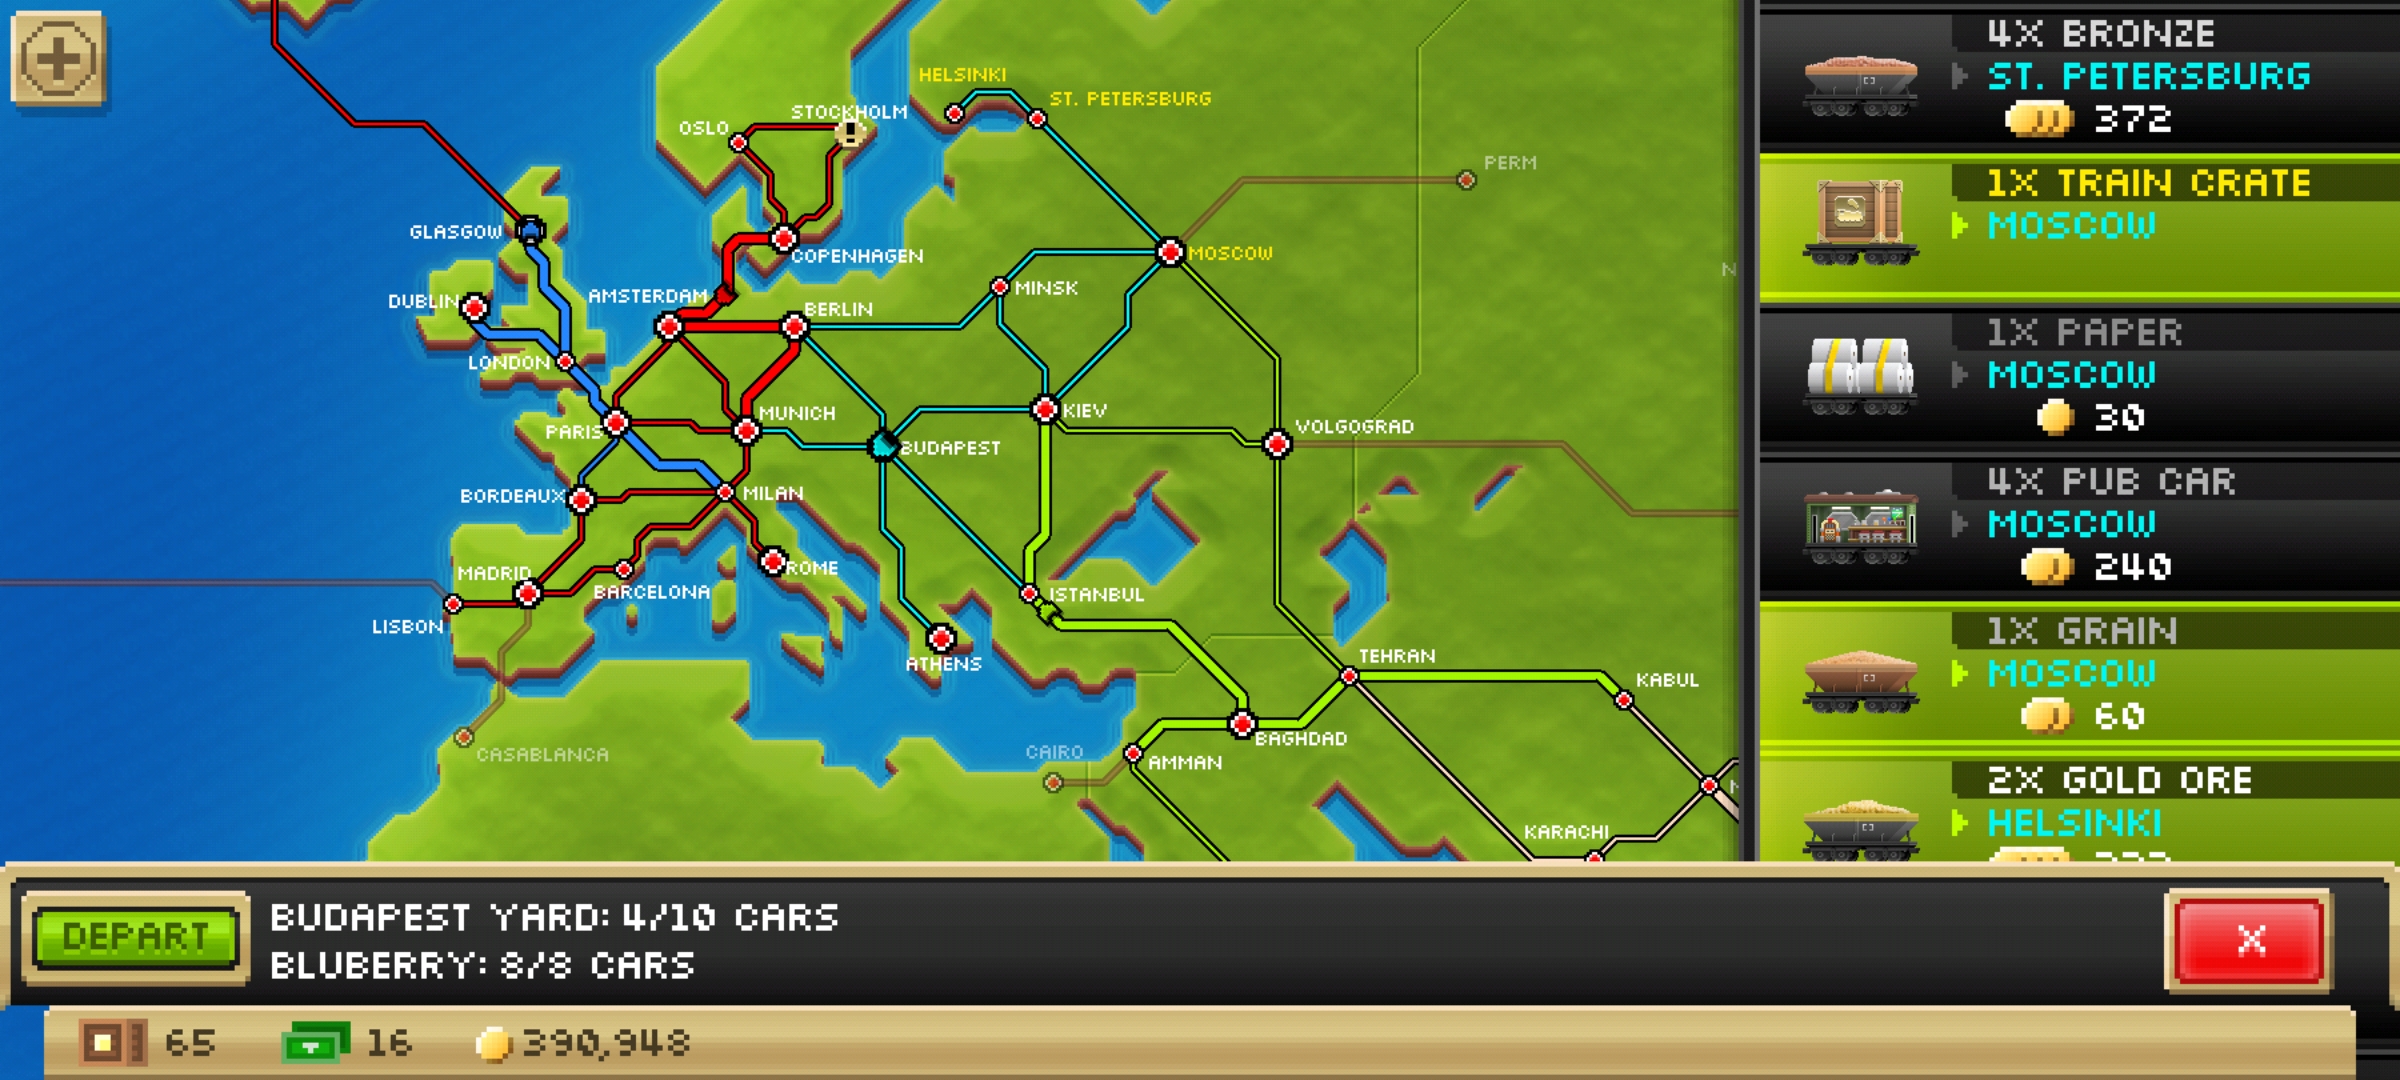 HELSINKI
ST. PETERSBURG
STOCKHOLM
OSLO
PERM
GLASGOW
COPENHAGEN
MOSCOW
MINSK
DUBLIN
AMSTERDAM
BERLIN
LONDON
MUNICH
KIEV
VOLGOGRAD
PARIS
BUDAPEST
BORDEAUX
MILAN
MADRID
ROME
BARCELONA
ISTANBUL
LISBON
ATHENS
TEHRAN
KABUL
CASABLANCA
CAIRO
BAGHDAD
AMMAN
KARACHI
4X BRONZE
ST. PETERSBURG
372
1X TRAIN CRATE
MOSCOW
1X PAPER
MOSCOW
30
4X PUB CAR
MOSCOW
240
1X GRAIN
MOSCOW
60
2X GOLD ORE
HELSINKI
DEPART
BUDAPEST YARD: 4/10 CARS
BLUBERRY: 8/8 CARS
X
65
16
390,948